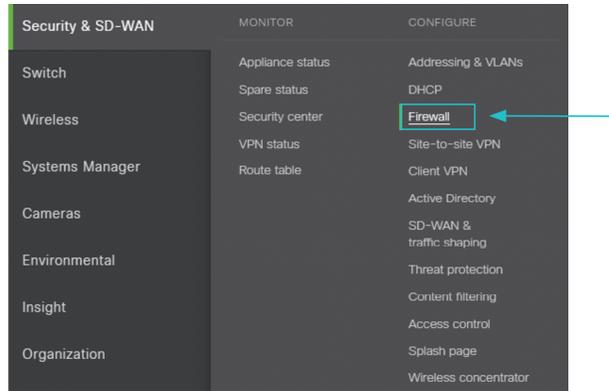 Security & SD-WAN
Switch
Wireless
Systems Manager
Cameras
Environmental
Insight
Organization
MONITOR
Appliance status
Spare status
Security center
VPN status
Route table
CONFIGURE
Addressing & VLANs
DHCP
Firewall
Site-to-site VPN
Client VPN
Active Directory
SD-WAN &
traffic shaping
Threat protection
Content filtering
Access control
Splash page
Wireless concentrator